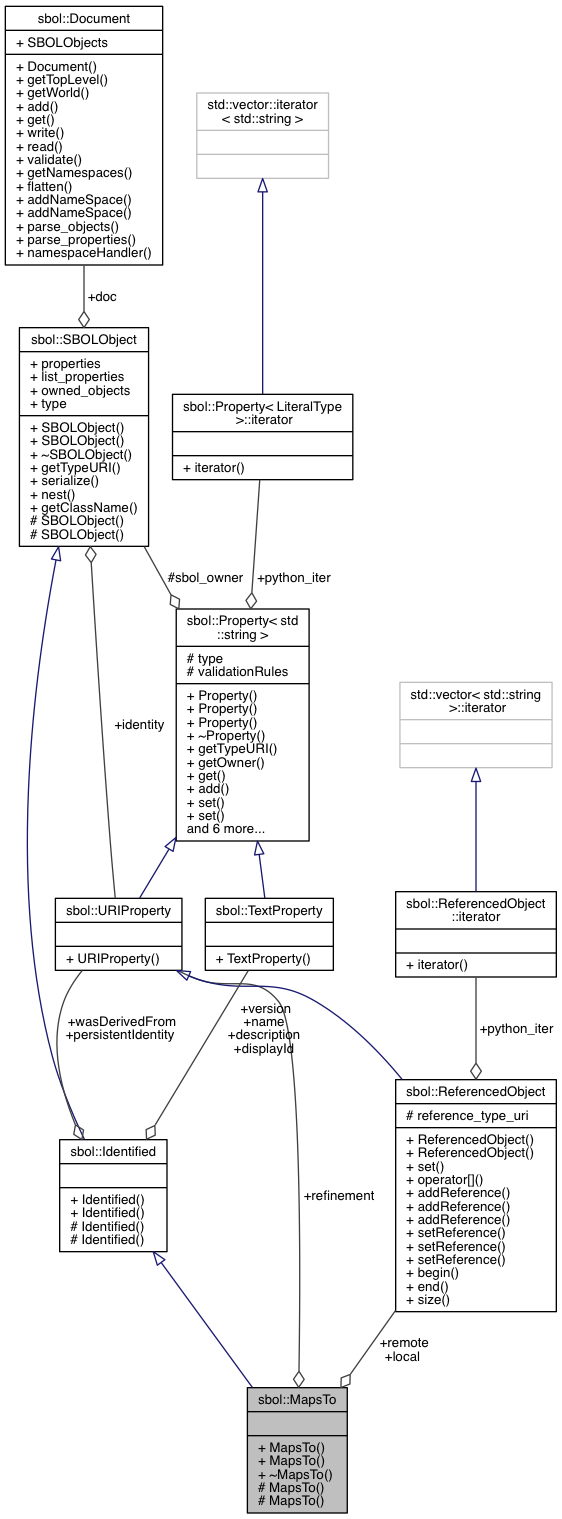 sbol::Document
+ SBOLObjects
+ Document()
+ getTopLevel()
+ getWorld()
+ add()
+ get()
+ write()
+ read()
+ validate()
+ getNamespaces()
+ flatten()
+ addNameSpace()
+ addNameSpace()
+ parse_objects()
+ parse_properties()
+ namespaceHandler()
std::vector::iterator
< std::string >
+doc
sbol::SBOLObject
+ properties
+ list_properties
+ owned_objects
+ type
+ SBOLObject()
+ SBOLObject()
+ ~SBOLObject()
+ getTypeURI()
+ serialize()
+ nest()
+ getClassName()
# SBOLObject()
# SBOLObject()
sbol::Property< LiteralType
>::iterator
+ iterator()
#sbol_owner
+python_iter
sbol::Property< std
::string >
# type
# validationRules
+ Property()
+ Property()
+ Property()
+ ~Property()
+ getTypeURI()
+ getOwner()
+ get()
+ add()
+ set()
+ set()
and 6 more...
std::vector< std::string
>::iterator
+identity
sbol::URIProperty
+ URIProperty()
sbol::TextProperty
+ TextProperty()
sbol::ReferencedObject
::iterator
+ iterator()
+wasDerivedFrom
+persistentIdentity
+version
+name
+description
+displayId
+python_iter
sbol::ReferencedObject
# reference_type_uri
+ ReferencedObject()
+ ReferencedObject()
+ set()
+ operator[]()
+ addReference()
+ addReference()
+ addReference()
+ setReference()
+ setReference()
+ setReference()
+ begin()
+ end()
+ size()
sbol::Identified
+ Identified()
+ Identified()
# Identified()
# Identified()
+refinement
+remote
+local
sbol::MapsTo
+ MapsTo()
+ MapsTo()
+ ~MapsTo()
# MapsTo()
# MapsTo()